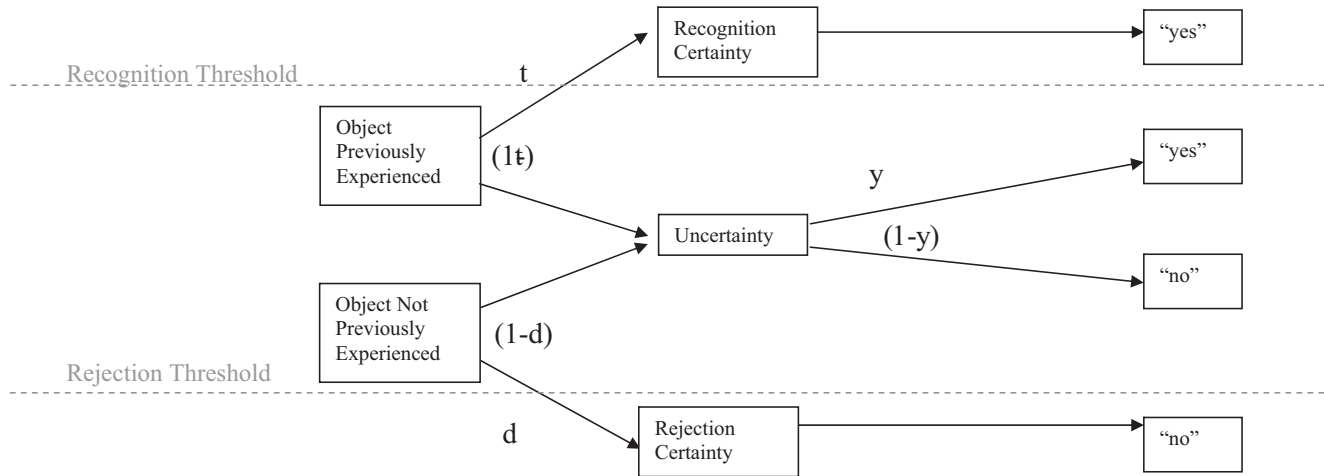 Recognition
Certainty
“yes”
Recognition Threshold
t
Object
Previously
Experienced
(1-t)
“yes”
y
Uncertainty
(1-y)
“no”
Object Not
Previously
Experienced
(1-d)
Rejection Threshold
d
Rejection
Certainty
“no”